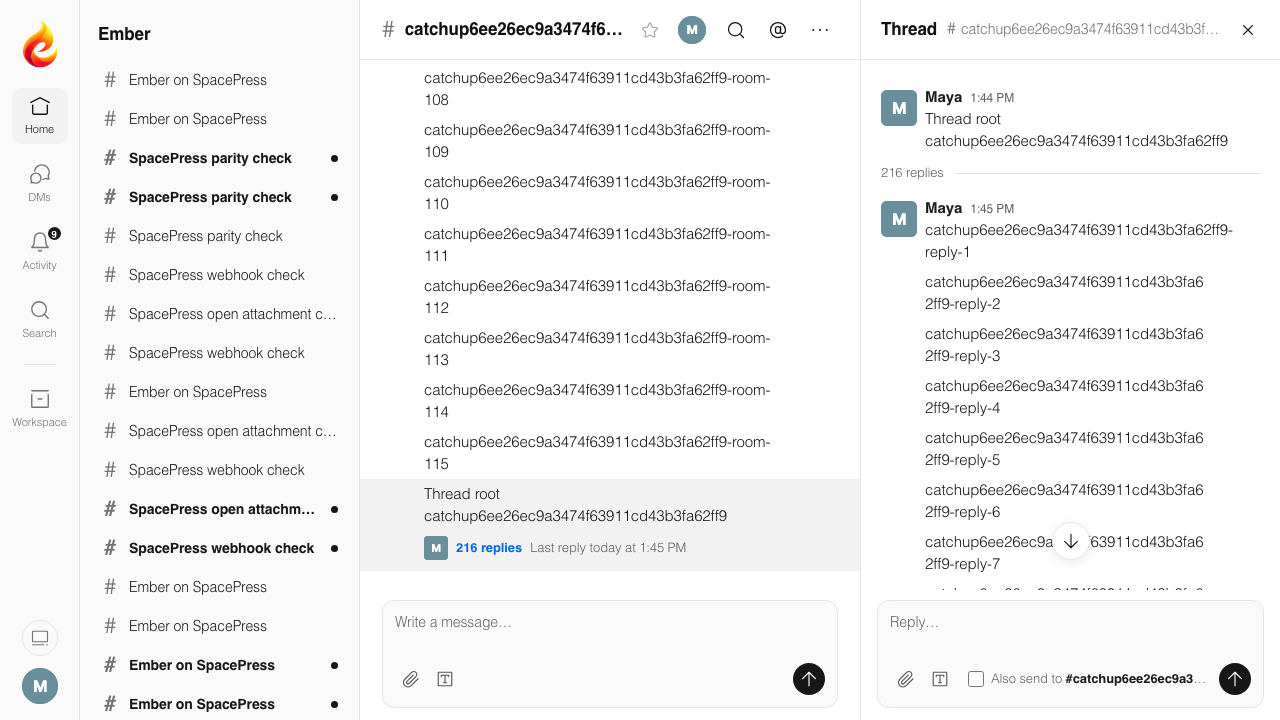 Home
DMs
9
Activity
Search
Workspace
M
Ember
# Ember on SpacePress
# Ember on SpacePress
# SpacePress parity check
# SpacePress parity check
# SpacePress parity check
# SpacePress webhook check
# SpacePress open attachment c...
# SpacePress webhook check
# Ember on SpacePress
# SpacePress open attachment c...
# SpacePress webhook check
# SpacePress open attachm...
# SpacePress webhook check
# Ember on SpacePress
# Ember on SpacePress
# Ember on SpacePress
# Ember on SpacePress
# catchup6ee26ec9a3474f6...
M
catchup6ee26ec9a3474f63911cd43b3fa62ff9-room-
108
catchup6ee26ec9a3474f63911cd43b3fa62ff9-room-
109
catchup6ee26ec9a3474f63911cd43b3fa62ff9-room-
110
catchup6ee26ec9a3474f63911cd43b3fa62ff9-room-
111
catchup6ee26ec9a3474f63911cd43b3fa62ff9-room-
112
catchup6ee26ec9a3474f63911cd43b3fa62ff9-room-
113
catchup6ee26ec9a3474f63911cd43b3fa62ff9-room-
114
catchup6ee26ec9a3474f63911cd43b3fa62ff9-room-
115
Thread root
catchup6ee26ec9a3474f63911cd43b3fa62ff9
M 216 replies Last reply today at 1:45 PM
Write a message...
Thread # catchup6ee26ec9a3474f63911cd43b3f...
M
Maya 1:44 PM
Thread root
catchup6ee26ec9a3474f63911cd43b3fa62ff9
216 replies
M
Maya 1:45 PM
catchup6ee26ec9a3474f63911cd43b3fa62ff9-
reply-1
catchup6ee26ec9a3474f63911cd43b3fa6
2ff9-reply-2
catchup6ee26ec9a3474f63911cd43b3fa6
2ff9-reply-3
catchup6ee26ec9a3474f63911cd43b3fa6
2ff9-reply-4
catchup6ee26ec9a3474f63911cd43b3fa6
2ff9-reply-5
catchup6ee26ec9a3474f63911cd43b3fa6
2ff9-reply-6
2ff9-reply-7
Reply...
Also send to #catchup6ee26ec9a3...